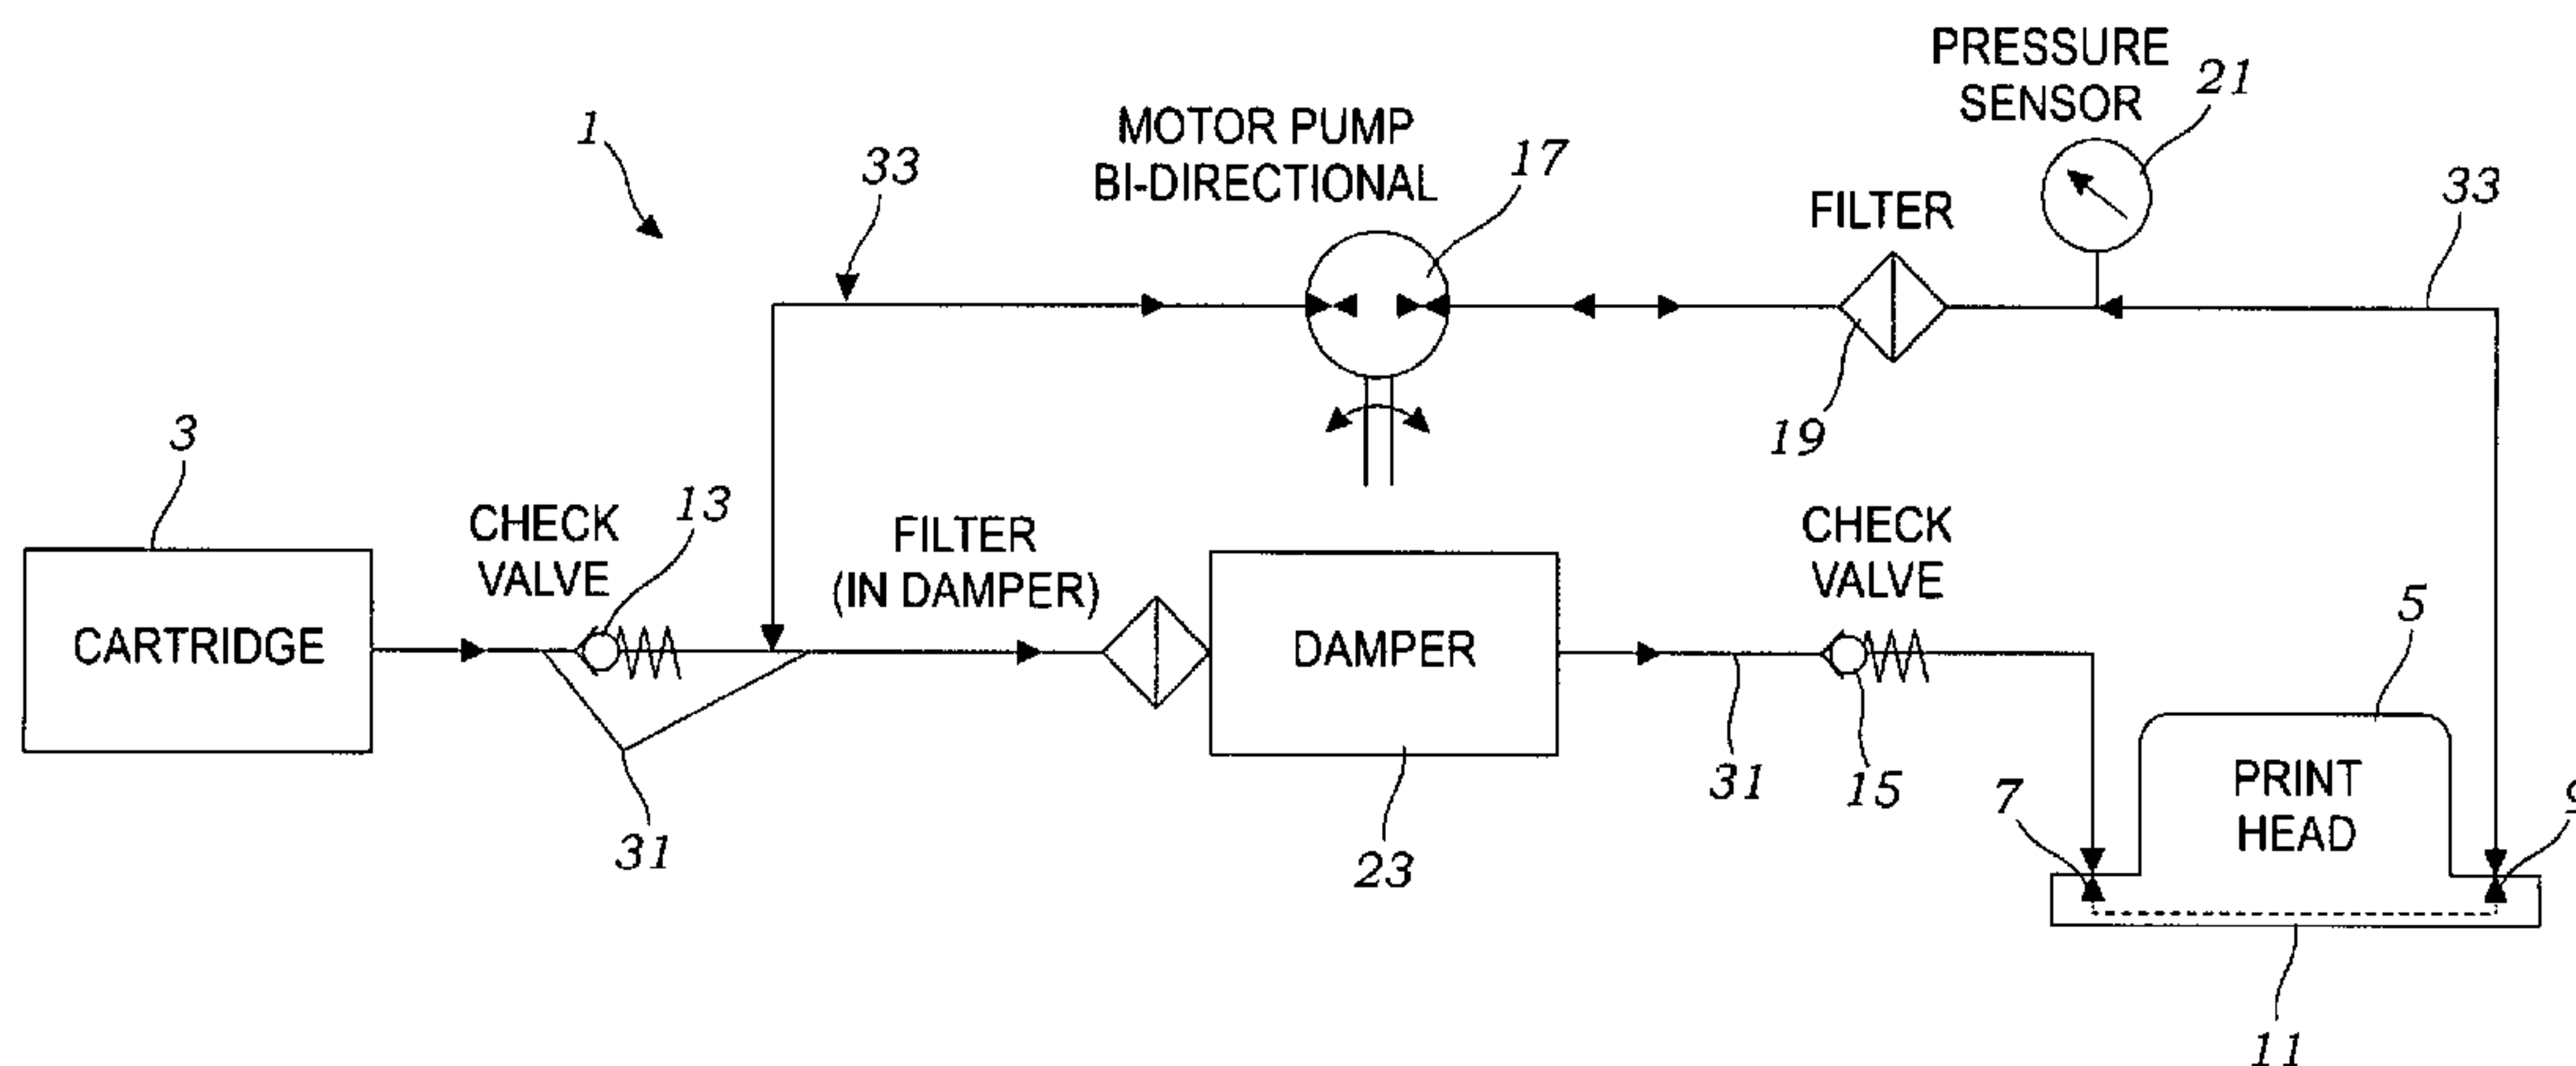 PRESSURE
SENSOR
21
1
33
MOTOR PUMP
BI-DIRECTIONAL
17
FILTER
33
19
3
CHECK
VALVE
13
FILTER
(IN DAMPER)
CHECK
VALVE
5
CARTRIDGE
DAMPER
31
15
7
PRINT
HEAD
9
31
23
11